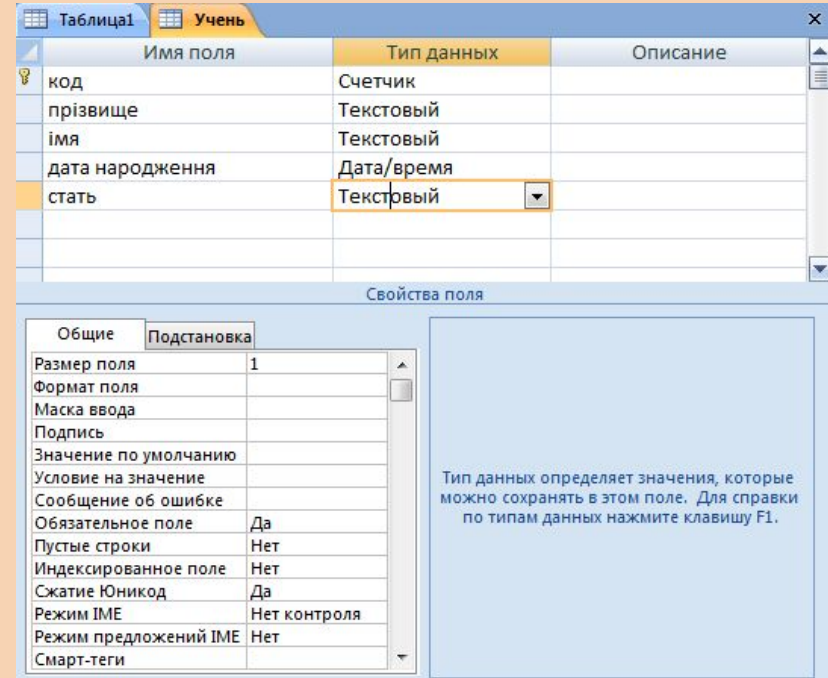 Таблица1 Учень
Имя поля Тип данных Описание
код Счетчик
прізвище Текстовый
імя Текстовый
дата народження Дата/время
стать Текстовый
Свойства поля
Общие Подстановка
Размер поля 1
Формат поля
Маска ввода
Подпись
Значение по умолчанию
Условие на значение
Сообщение об ошибке
Обязательное поле Да
Пустые строки Нет
Индексированное поле Нет
Сжатие Юникод Да
Режим IME Нет контроля
Режим предложений IME Нет
Смарт-теги
Тип данных определяет значения, которые
можно сохранять в этом поле. Для справки
по типам данных нажмите клавишу F1.